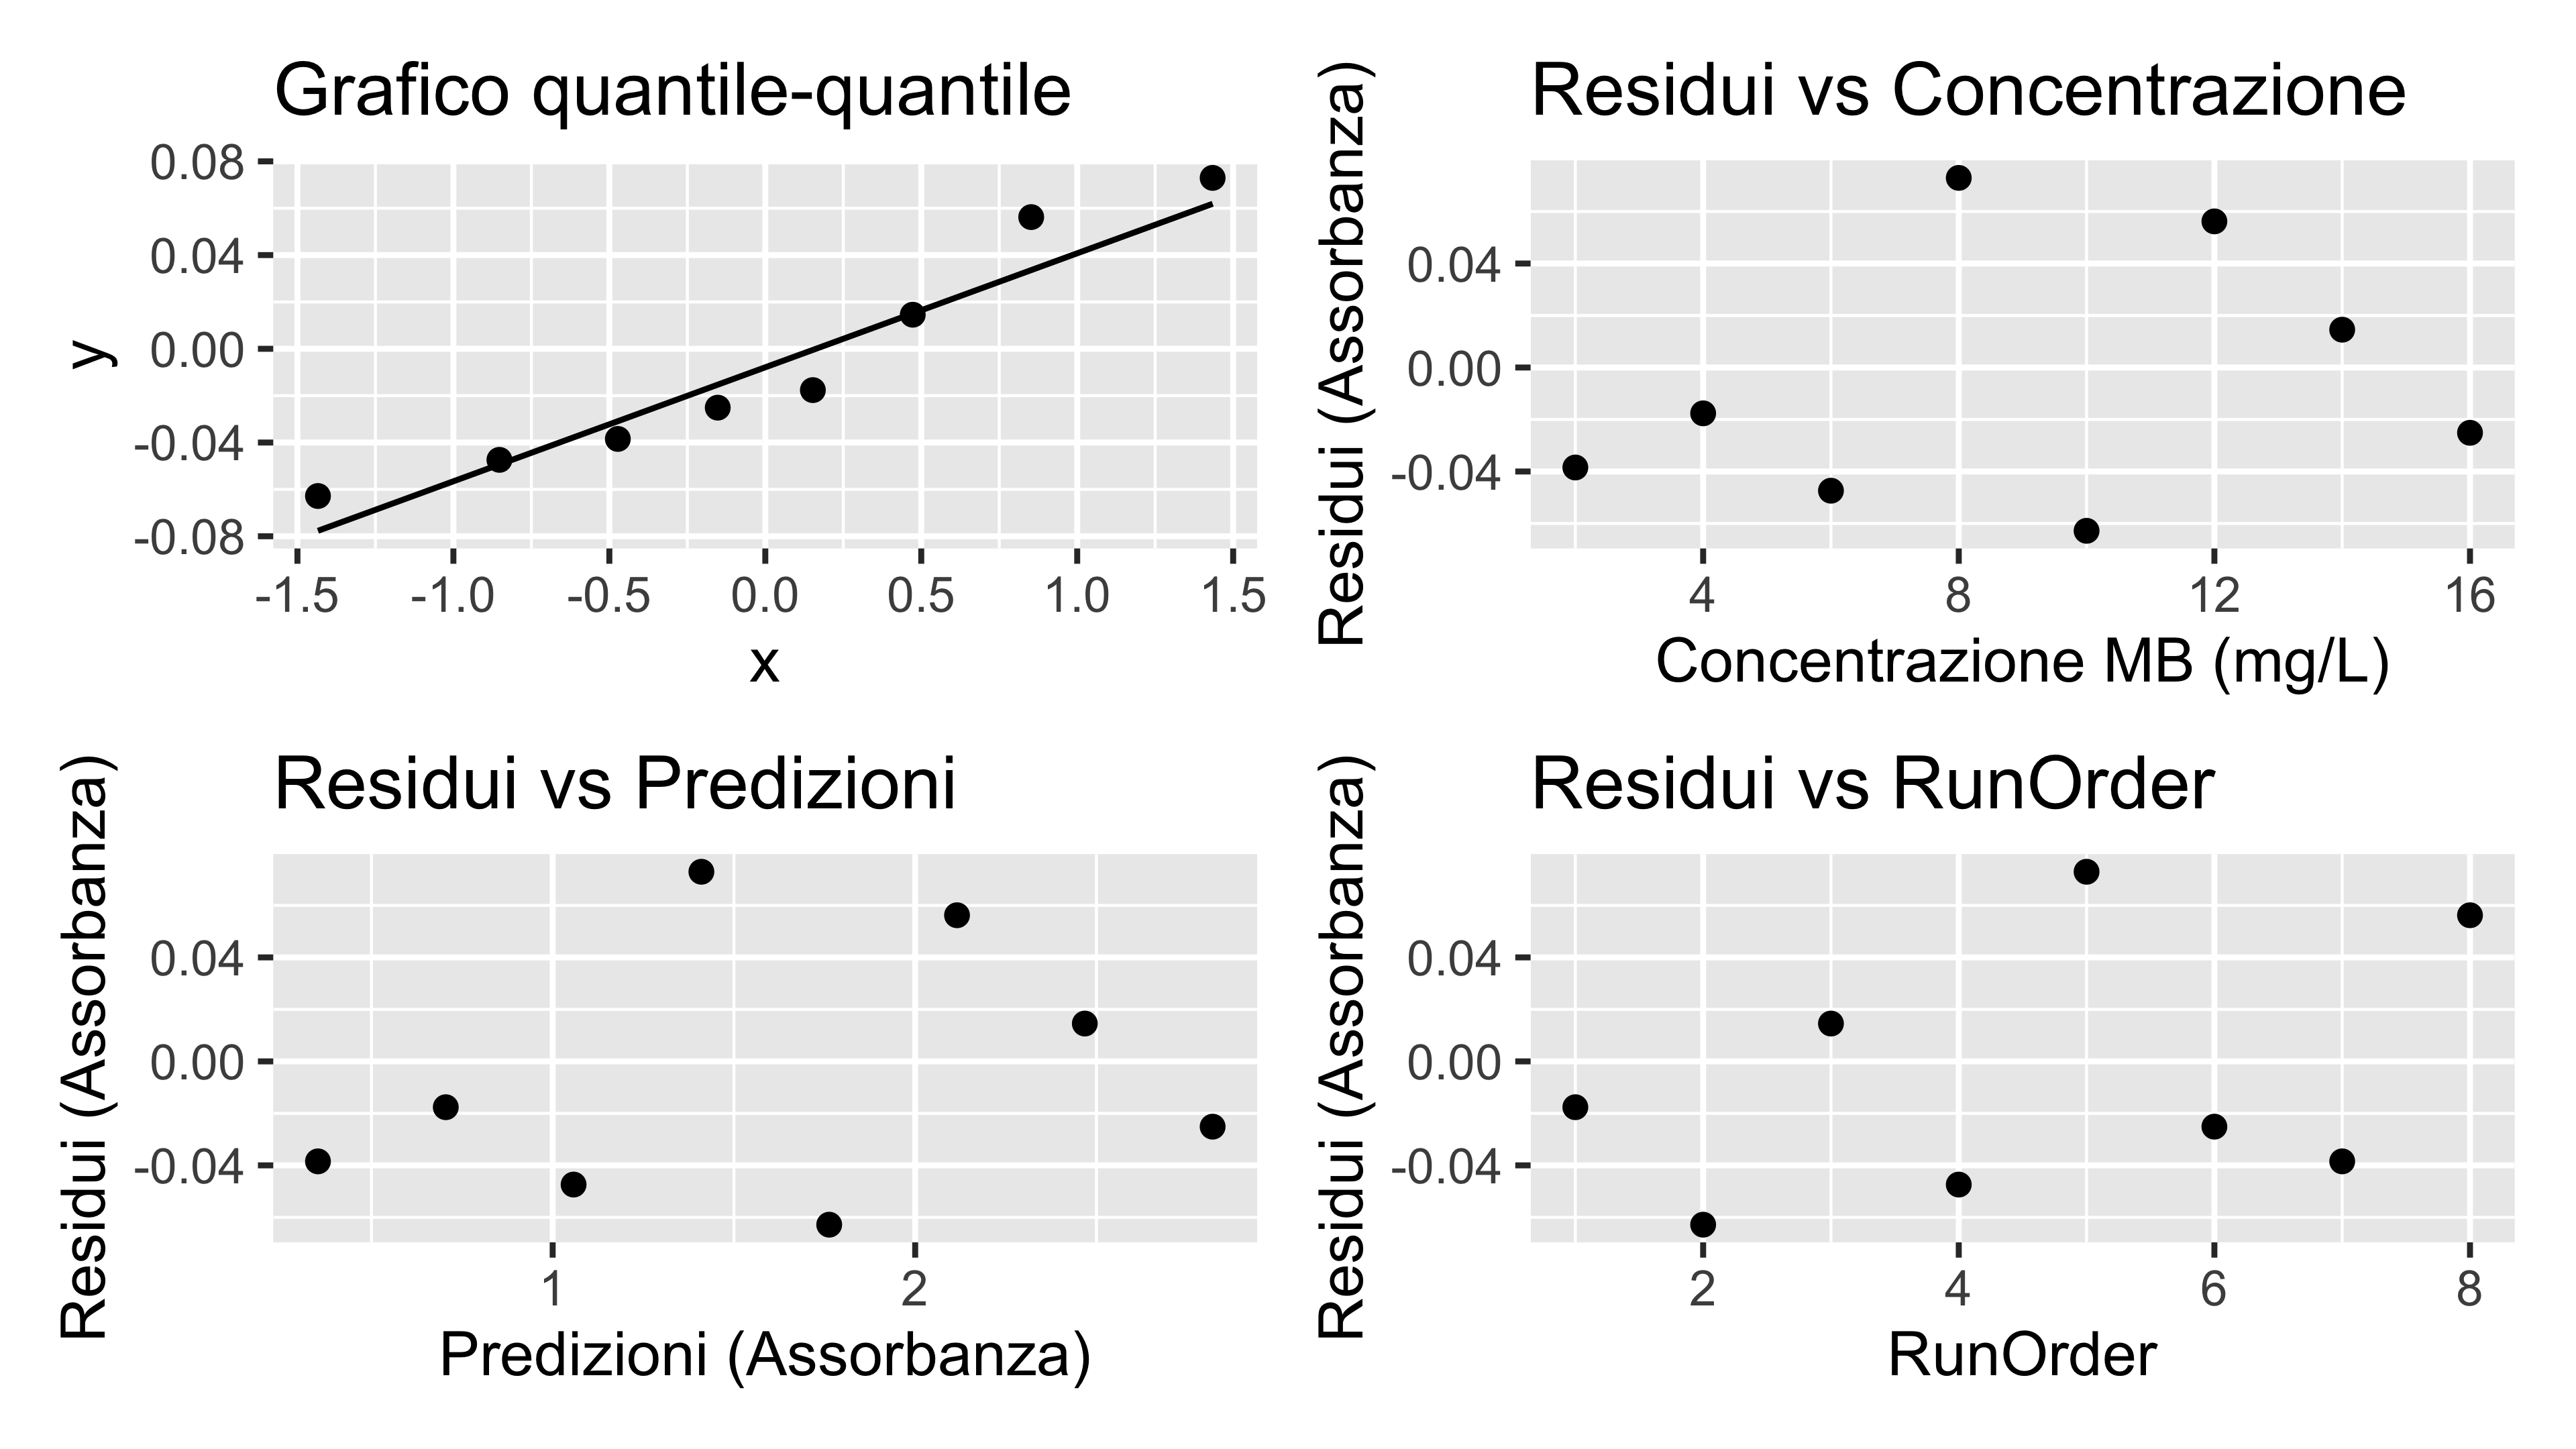 Grafico quantile-quantile
0.08
0.04
0.00
-0.04
-0.08
y
-1.5 -1.0 -0.5 0.0 0.5 1.0 1.5
x
Residui vs Concentrazione
Residui (Assorbanza)
0.04
0.00
-0.04
4 8 12 16
Concentrazione MB (mg/L)
Residui vs Predizioni
Residui (Assorbanza)
0.04
0.00
-0.04
1 2
Predizioni (Assorbanza)
Residui vs RunOrder
Residui (Assorbanza)
0.04
0.00
-0.04
2 4 6 8
RunOrder